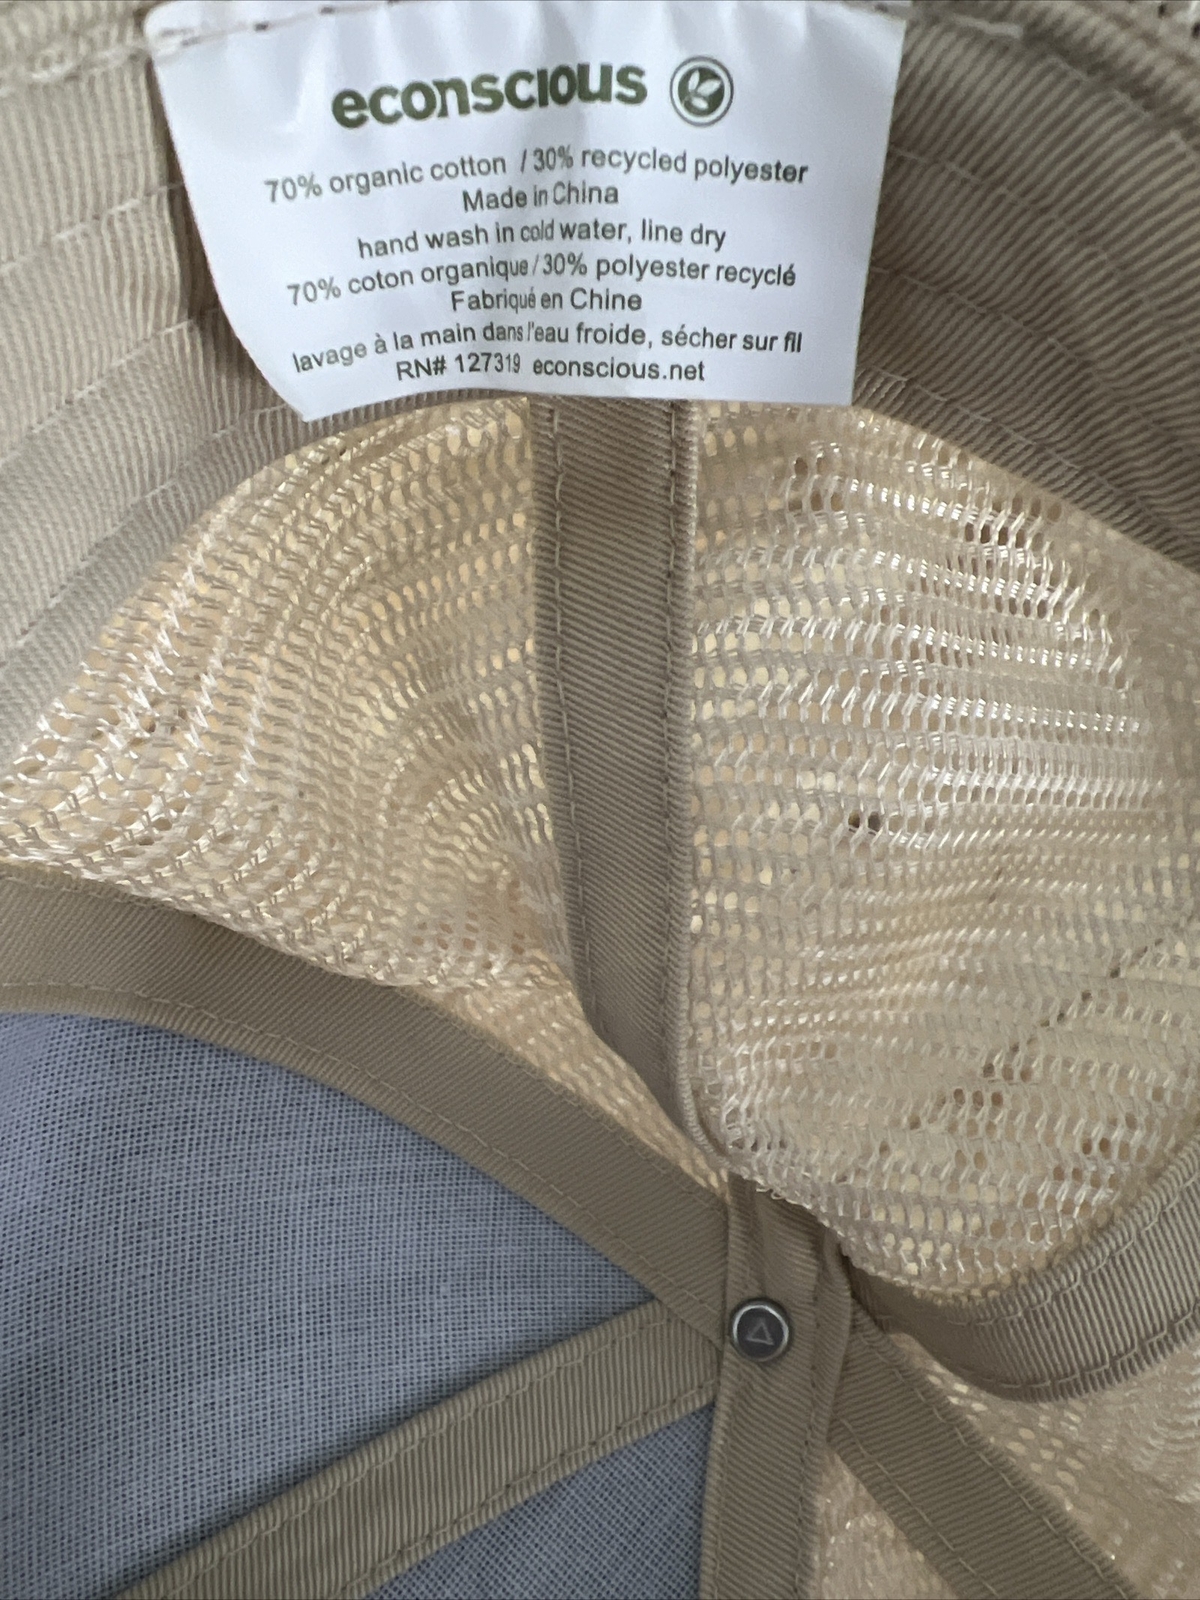 econscious
70% organic cotton / 30% recycled polyester
Made in China
hand wash in cold water, line dry
70% coton organique / 30% polyester recyclé
Fabriqué en Chine
lavage à la main dans l'eau froide, sécher sur fil
RN# 127319 econscious.net